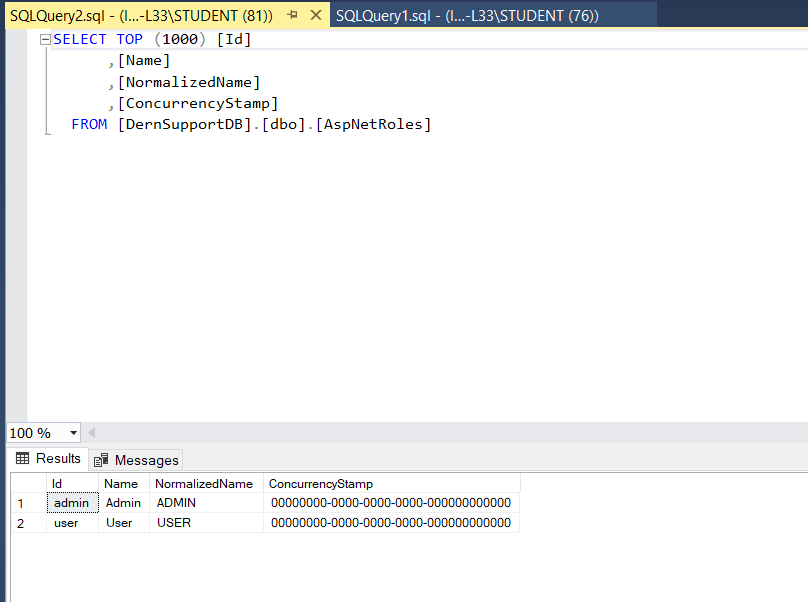 SQLQuery2.sql - (l...-L33\STUDENT (81)) SQLQuery1.sql - (l...-L33\STUDENT (76))
SELECT TOP (1000) [Id]
,[Name]
,[NormalizedName]
,[ConcurrencyStamp]
FROM [DernSupportDB].[dbo].[AspNetRoles]
100 %
Results Messages
Id Name NormalizedName ConcurrencyStamp
1 admin Admin ADMIN 00000000-0000-0000-0000-000000000000
2 user User USER 00000000-0000-0000-0000-000000000000